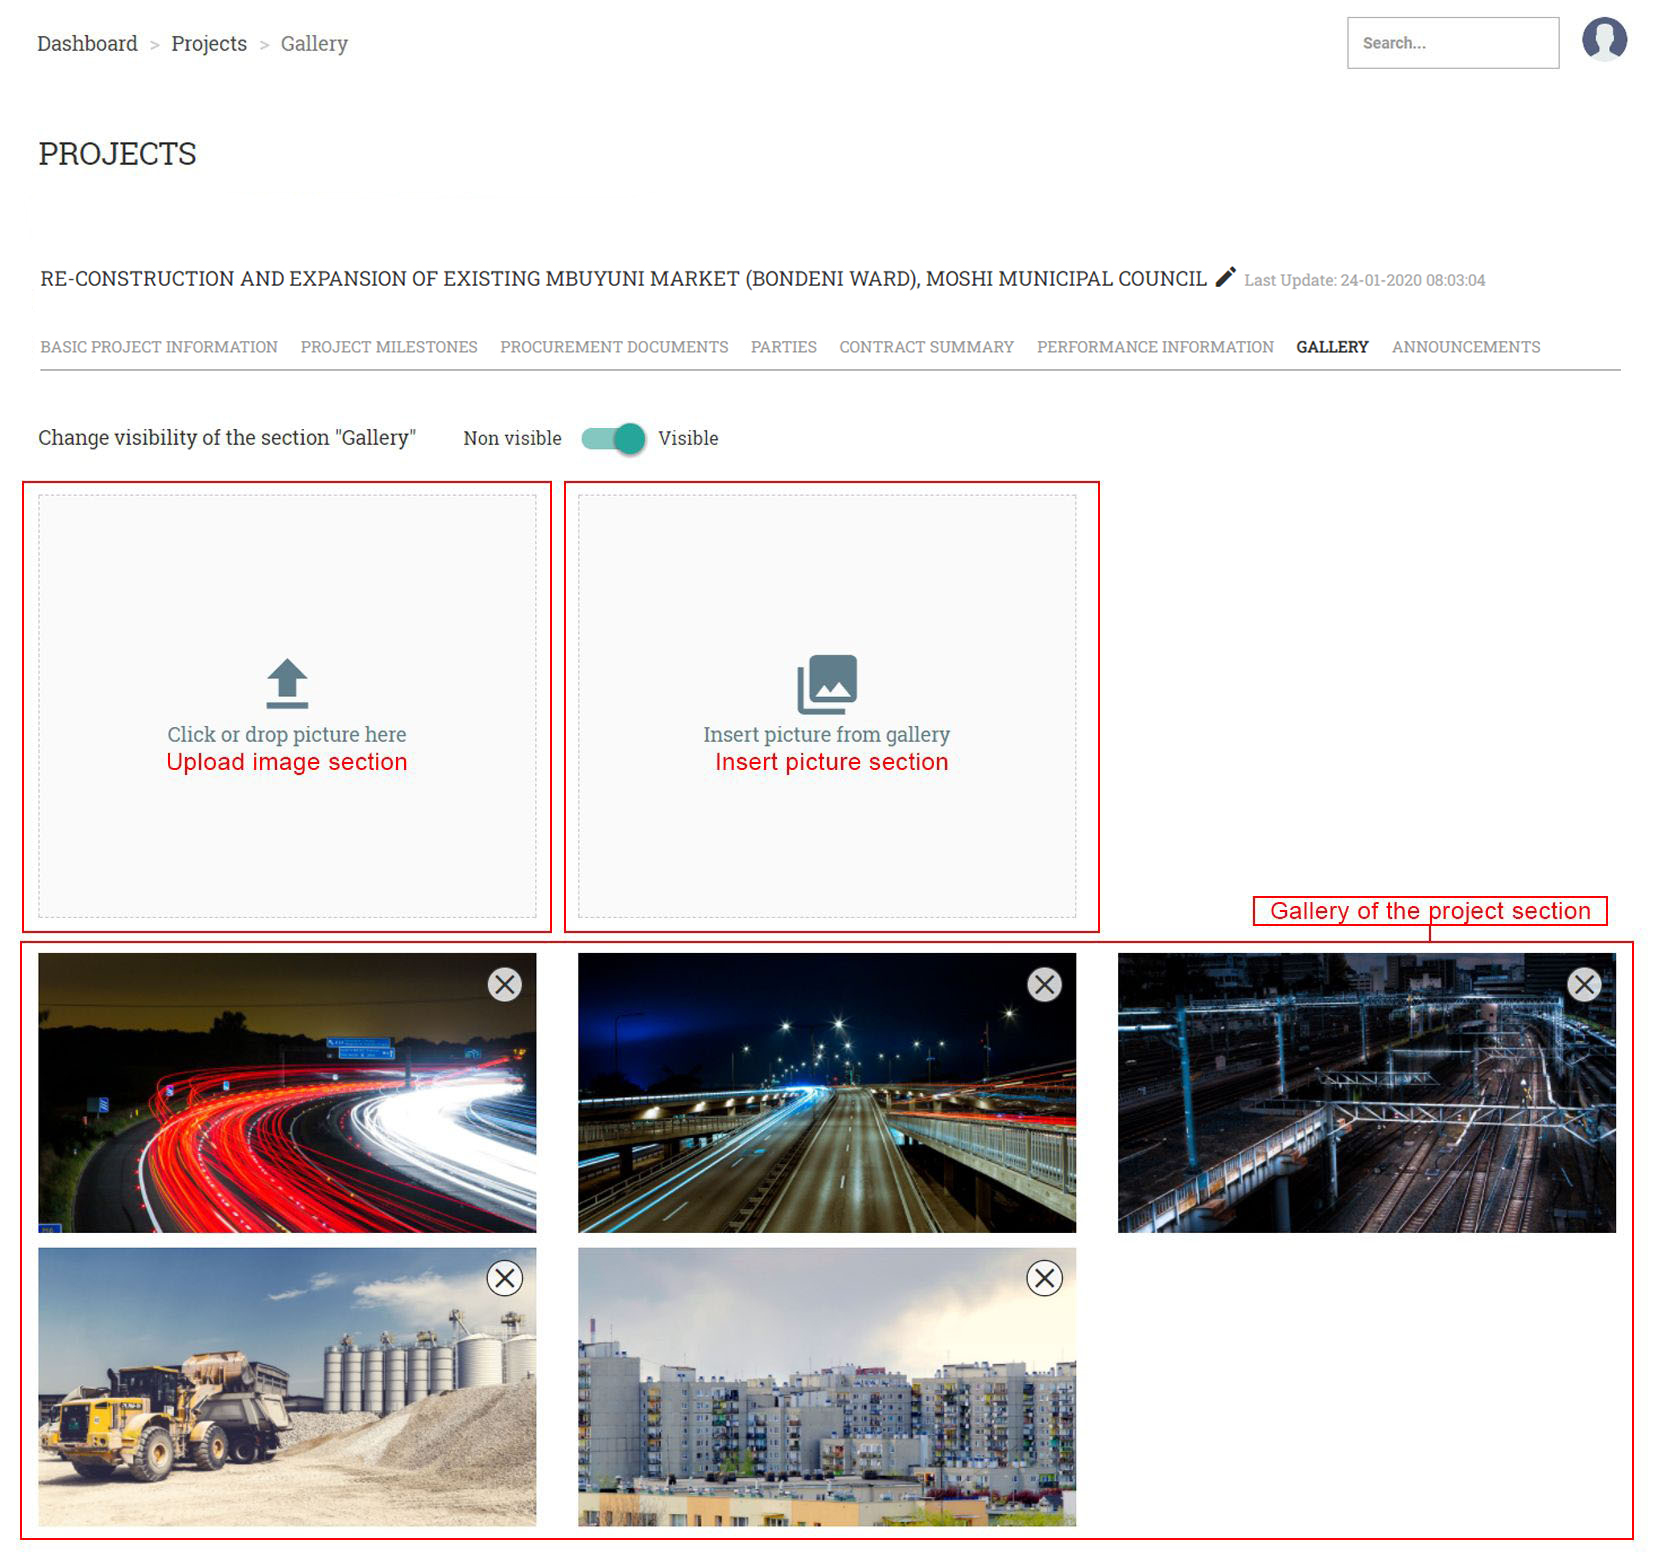 Dashboard > Projects > Gallery
Search...
PROJECTS
RE-CONSTRUCTION AND EXPANSION OF EXISTING MBUYUNI MARKET (BONDENI WARD), MOSHI MUNICIPAL COUNCIL Last Update: 24-01-2020 08:03:04
BASIC PROJECT INFORMATION PROJECT MILESTONES PROCUREMENT DOCUMENTS PARTIES CONTRACT SUMMARY PERFORMANCE INFORMATION GALLERY ANNOUNCEMENTS
Change visibility of the section "Gallery" Non visible Visible
Click or drop picture here
Upload image section
Insert picture from gallery
Insert picture section
Gallery of the project section